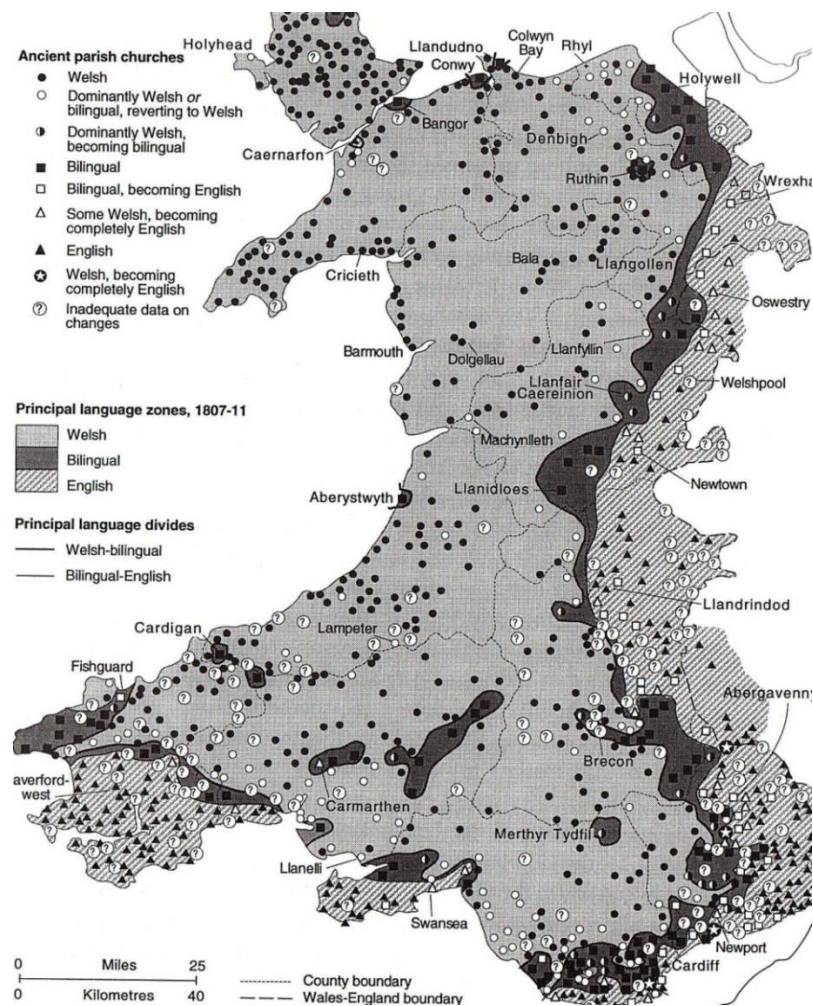 Ancient parish churches
Welsh
Dominantly Welsh or
bilingual, reverting to Welsh
Dominantly Welsh,
becoming bilingual
Bilingual
Bilingual, becoming English
Some Welsh, becoming
completely English
English
Welsh, becoming
completely English
? Inadequate data on
changes
Principal language zones, 1807-11
Welsh
Bilingual
English
Principal language divides
Welsh-bilingual
Bilingual-English
Holyhead
Llandudno
Conwy
Colwyn
Bay
Rhyl
Holywell
Bangor
Denbigh
Caernarfon
Ruthin
Wrexha
Cricieth
Bala
Llangollen
Oswestry
Barmouth
Dolgellau
Llanfyllin
Llanfair
Caereinion
Welshpool
Machynlleth
Newtown
Aberystwyth
Llanidloes
Llandrindod
Lampeter
Cardigan
Fishguard
Abergavenny
Brecon
averford-
west
Carmarthen
Merthyr Tydfil
Llanelli
Swansea
Newport
Cardiff
0 Miles 25
0 Kilometres 40
County boundary
Wales-England boundary